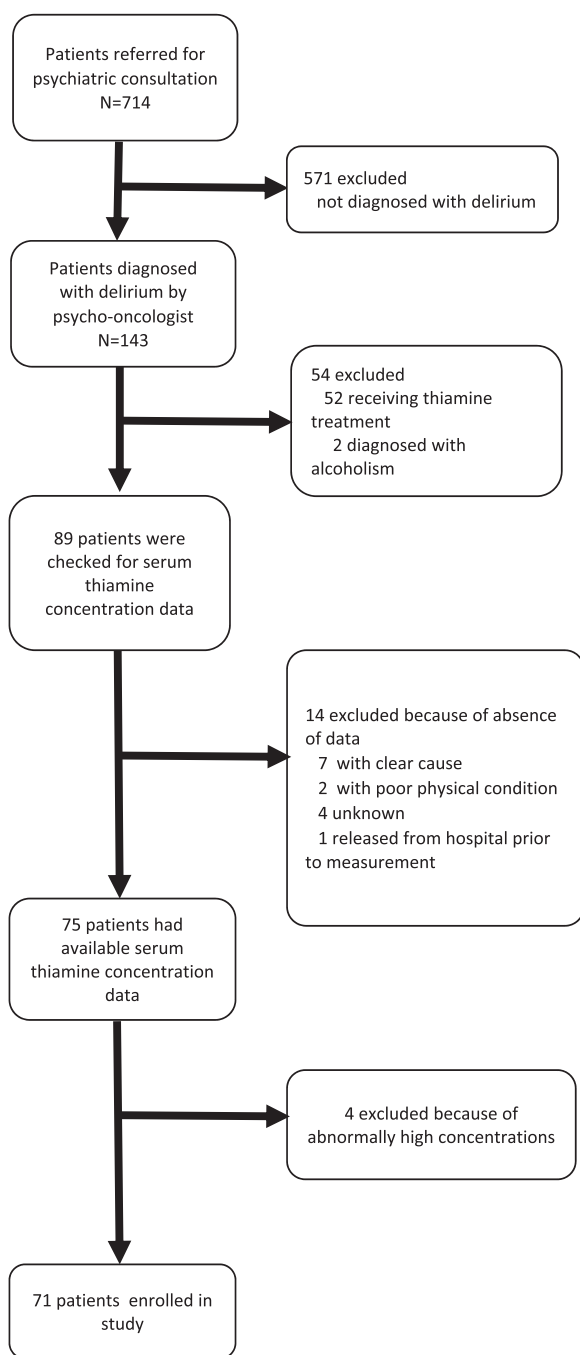 Patients referred for
psychiatric consultation
N=714
571 excluded
not diagnosed with delirium
Patients diagnosed
with delirium by
psycho-oncologist
N=143
54 excluded
52 receiving thiamine
treatment
2 diagnosed with
alcoholism
89 patients were
checked for serum
thiamine
concentration data
14 excluded because of absence
of data
7 with clear cause
2 with poor physical condition
4 unknown
1 released from hospital prior
to measurement
75 patients had
available serum
thiamine concentration
data
4 excluded because of
abnormally high concentrations
71 patients enrolled in
study